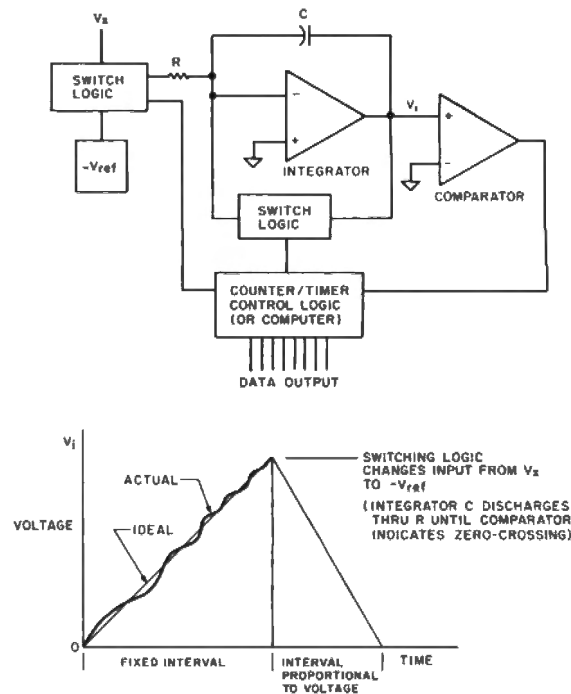 Vx
SWITCH
LOGIC
R
C
-Vref
-
+
INTEGRATOR
Vi
+
-
COMPARATOR
SWITCH
LOGIC
COUNTER/TIMER
CONTROL LOGIC
(OR COMPUTER)
DATA OUTPUT
Vi
VOLTAGE
0
ACTUAL
IDEAL
SWITCHING LOGIC
CHANGES INPUT FROM Vx
TO -Vref
(INTEGRATOR C DISCHARGES
THRU R UNTIL COMPARATOR
INDICATES ZERO-CROSSING)
FIXED INTERVAL
INTERVAL
PROPORTIONAL
TO VOLTAGE
TIME